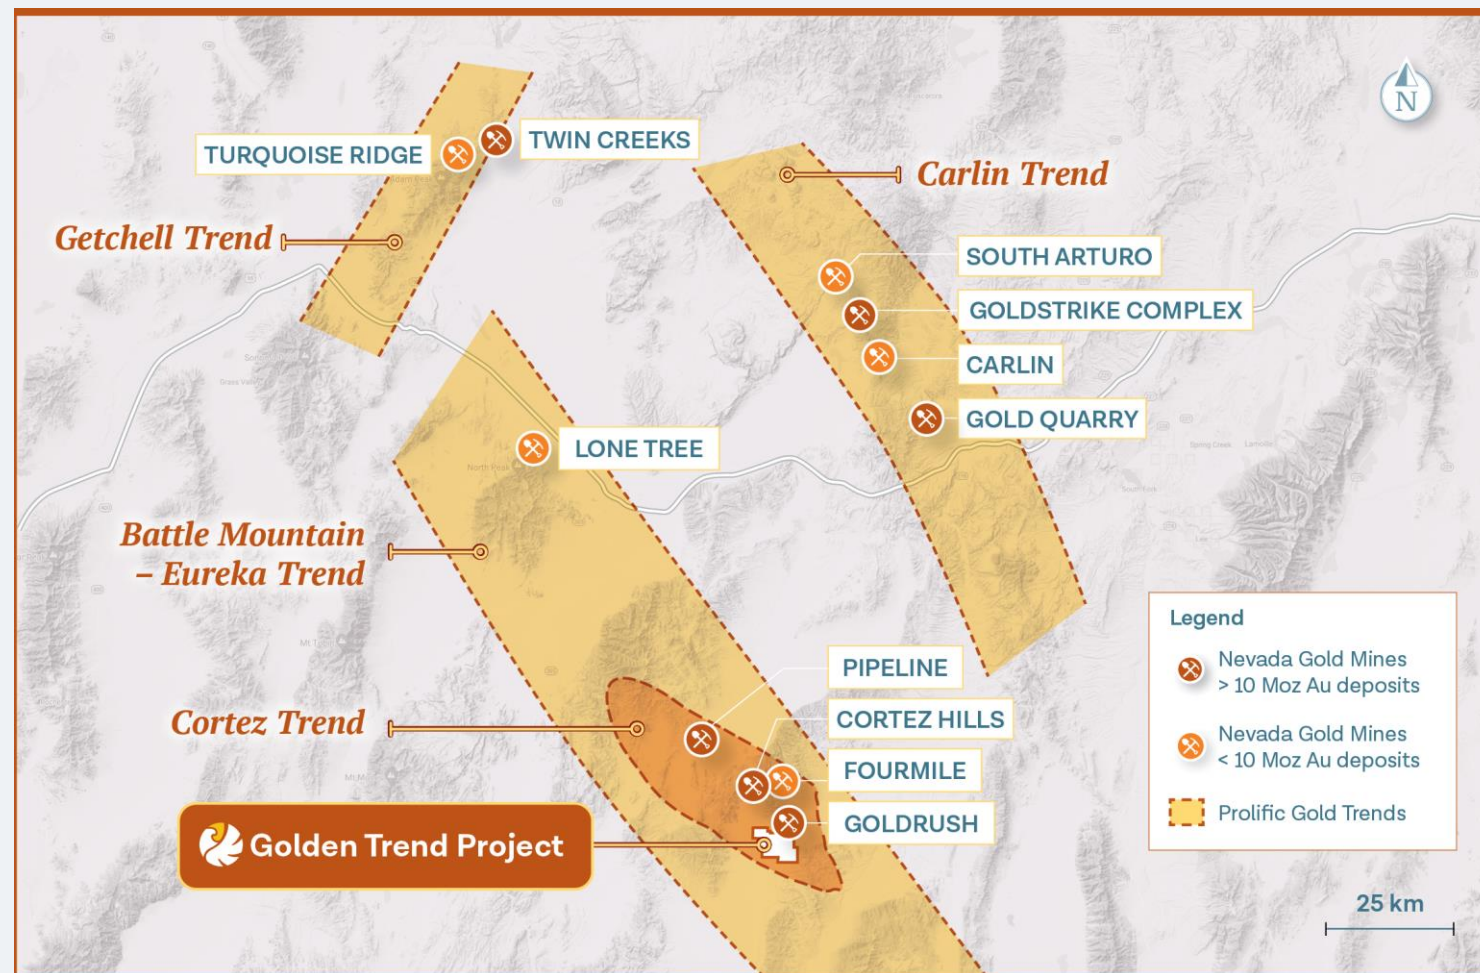 N
TURQUOISE RIDGE
TWIN CREEKS
Carlin Trend
Getchell Trend
SOUTH ARTURO
GOLDSTRIKE COMPLEX
CARLIN
GOLD QUARRY
LONE TREE
North Peak
Battle Mountain
– Eureka Trend
Legend
Nevada Gold Mines
> 10 Moz Au deposits
Nevada Gold Mines
< 10 Moz Au deposits
Prolific Gold Trends
PIPELINE
CORTEZ HILLS
Cortez Trend
FOURMILE
GOLDRUSH
Golden Trend Project
25 km